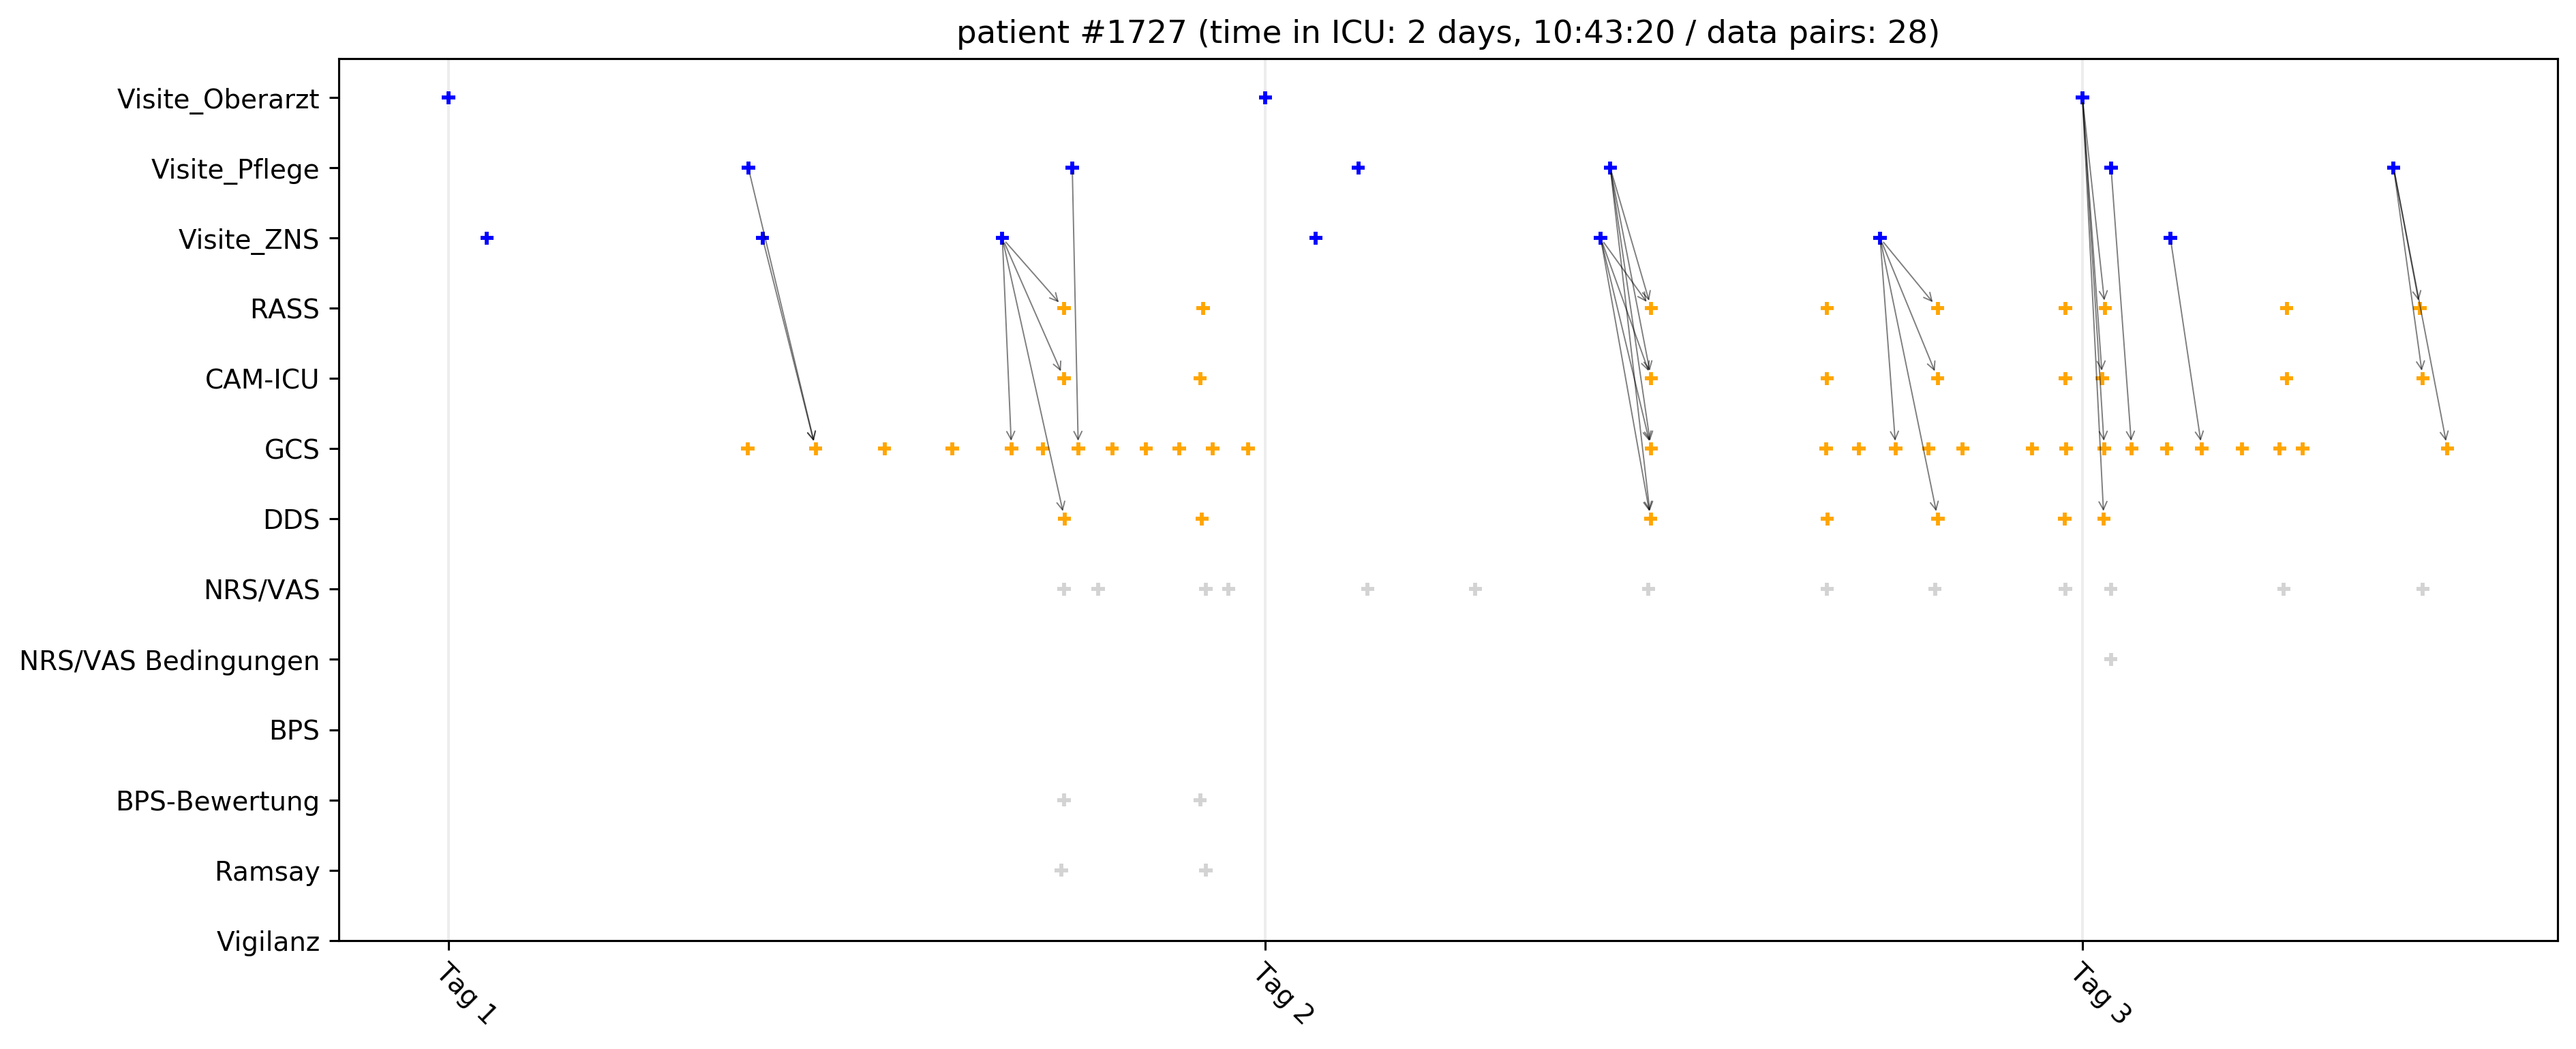 patient #1727 (time in ICU: 2 days, 10:43:20 / data pairs: 28)
Visite_Oberarzt
Visite_Pflege
Visite_ZNS
RASS
CAM-ICU
GCS
DDS
NRS/VAS
NRS/VAS Bedingungen
BPS
BPS-Bewertung
Ramsay
Vigilanz
Tag 1
Tag 2
Tag 3